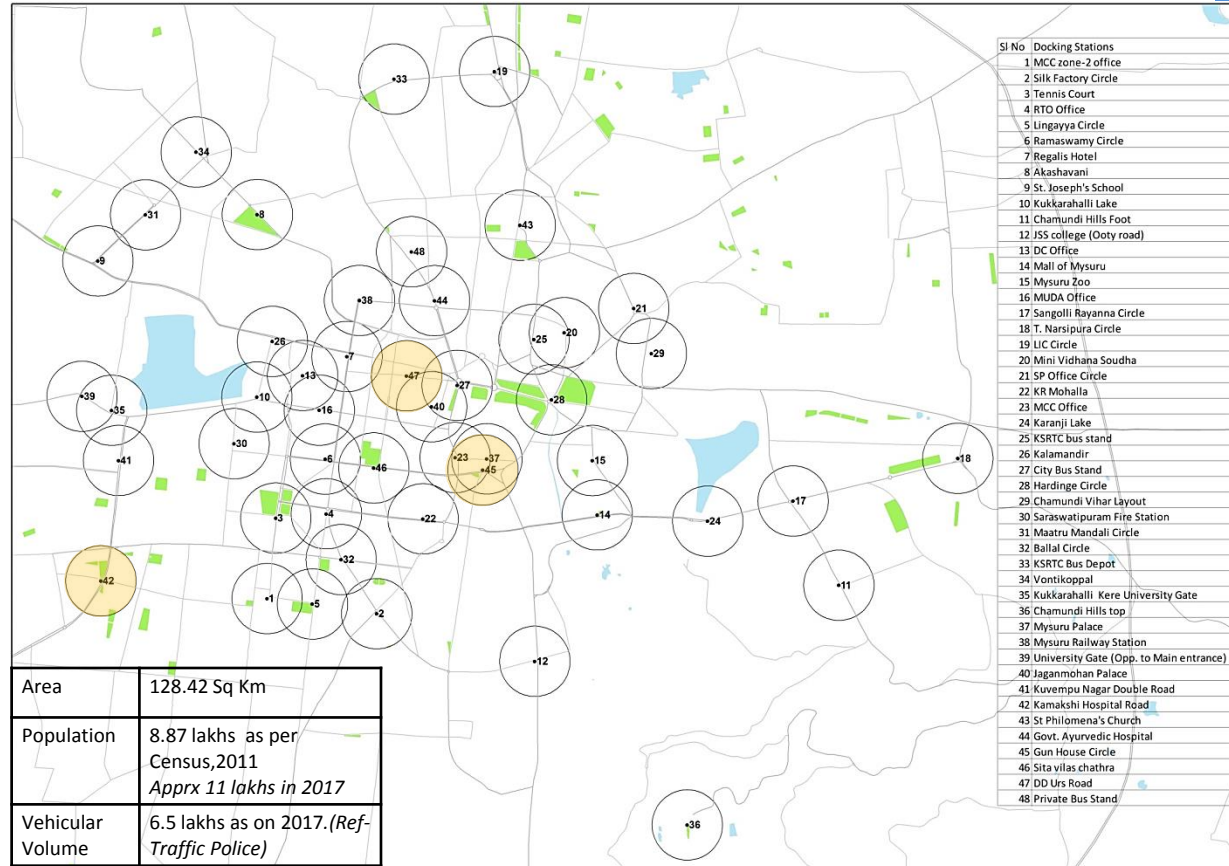 33
19
34
31
8
43
9
48
38
44
21
20
25
26
29
7
13
47
27
39
10
40
28
35
16
30
41
6
46
23
37
45
15
18
3
4
22
14
24
17
32
42
11
1
5
2
12
36
Sl No Docking Stations
1 MCC zone-2 office
2 Silk Factory Circle
3 Tennis Court
4 RTO Office
5 Lingayya Circle
6 Ramaswamy Circle
7 Regalis Hotel
8 Akashavani
9 St. Joseph's School
10 Kukkarahalli Lake
11 Chamundi Hills Foot
12 JSS college (Ooty road)
13 DC Office
14 Mall of Mysuru
15 Mysuru Zoo
16 MUDA Office
17 Sangolli Rayanna Circle
18 T. Narsipura Circle
19 LIC Circle
20 Mini Vidhana Soudha
21 SP Office Circle
22 KR Mohalla
23 MCC Office
24 Karanji Lake
25 KSRTC bus stand
26 Kalamandir
27 City Bus Stand
28 Hardinge Circle
29 Chamundi Vihar Layout
30 Saraswatipuram Fire Station
31 Maatru Mandali Circle
32 Ballal Circle
33 KSRTC Bus Depot
34 Vontikoppal
35 Kukkarahalli Kere University Gate
36 Chamundi Hills top
37 Mysuru Palace
38 Mysuru Railway Station
39 University Gate (Opp. to Main entrance)
40 Jaganmohan Palace
41 Kuvempu Nagar Double Road
42 Kamakshi Hospital Road
43 St Philomena's Church
44 Govt. Ayurvedic Hospital
45 Gun House Circle
46 Sita vilas chathra
47 DD Urs Road
48 Private Bus Stand
Area 128.42 Sq Km
Population 8.87 lakhs as per
Census,2011
Apprx 11 lakhs in 2017
Vehicular 6.5 lakhs as on 2017.(Ref-
Volume Traffic Police)